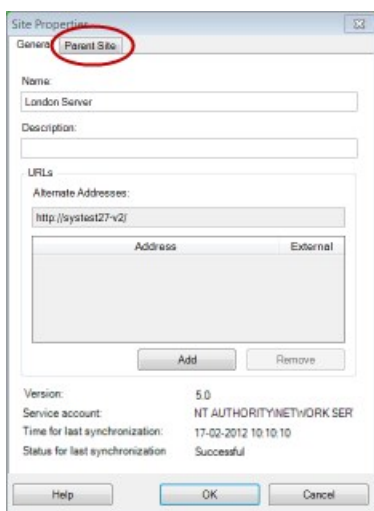 Site Properties
General Parent Site
Name:
London Server
Description:
URLs
Alternate Addresses:
http://systest27-v2/
Address External
Add Remove
Version: 5.0
Service account: NT AUTHORITY\NETWORK SER
Time for last synchronization: 17-02-2012 10:10:10
Status for last synchronization Successful
Help OK Cancel